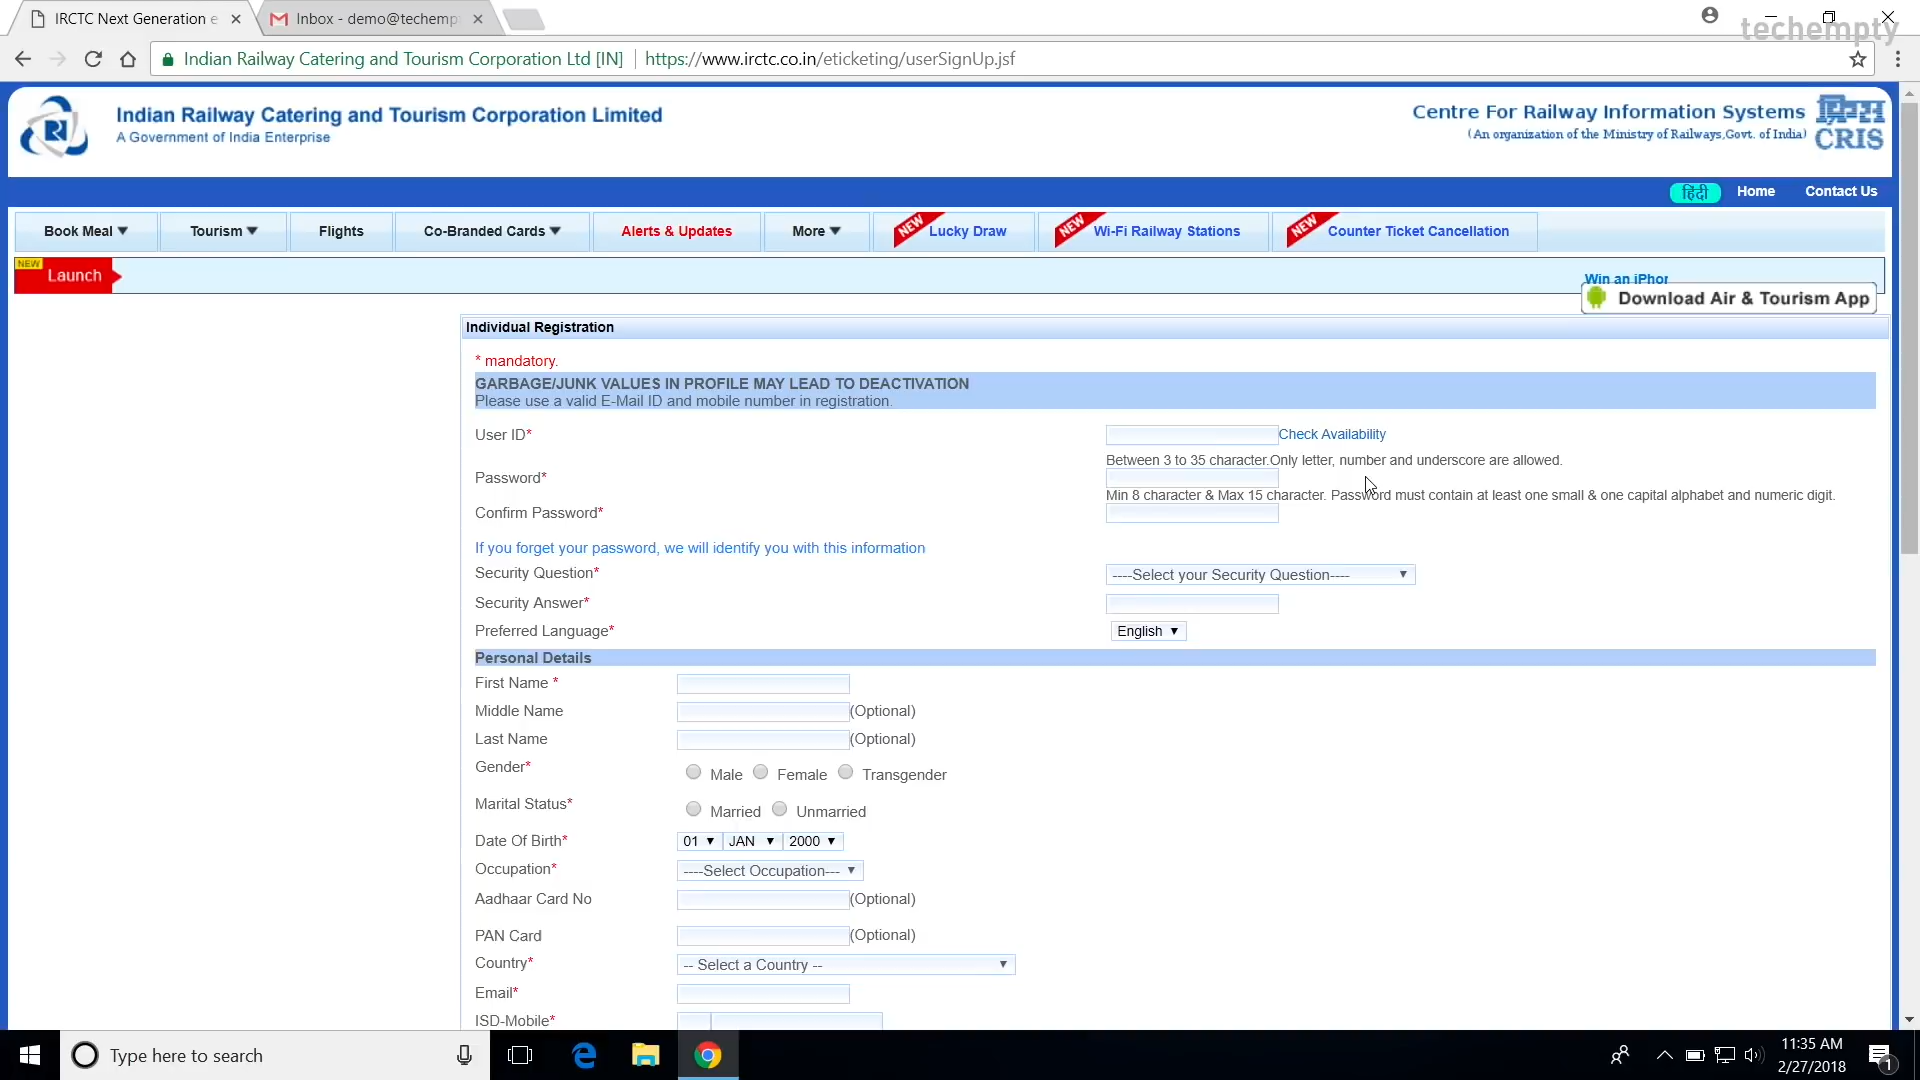 IRCTC Next Generation e
Inbox - demo@techemp
techempty
Indian Railway Catering and Tourism Corporation Ltd [IN]
https://www.irctc.co.in/eticketing/userSignUp.jsf
Indian Railway Catering and Tourism Corporation Limited
A Government of India Enterprise
Centre For Railway Information Systems
(An organization of the Ministry of Railways,Govt. of India)
CRIS
हिंदी Home Contact Us
Book Meal Tourism Flights Co-Branded Cards Alerts & Updates More NEW Lucky Draw NEW Wi-Fi Railway Stations NEW Counter Ticket Cancellation
NEW
Launch
Win an iPhor
Download Air & Tourism App
Individual Registration
* mandatory.
GARBAGE/JUNK VALUES IN PROFILE MAY LEAD TO DEACTIVATION
Please use a valid E-Mail ID and mobile number in registration.
User ID* Check Availability
Between 3 to 35 character.Only letter, number and underscore are allowed.
Password*
Min 8 character & Max 15 character. Password must contain at least one small & one capital alphabet and numeric digit.
Confirm Password*
If you forget your password, we will identify you with this information
Security Question* ----Select your Security Question----
Security Answer*
Preferred Language* English
Personal Details
First Name *
Middle Name (Optional)
Last Name (Optional)
Gender* Male Female Transgender
Marital Status* Married Unmarried
Date Of Birth* 01 JAN 2000
Occupation* ----Select Occupation---
Aadhaar Card No (Optional)
PAN Card (Optional)
Country* -- Select a Country --
Email*
ISD-Mobile*
Type here to search
11:35 AM
2/27/2018
1